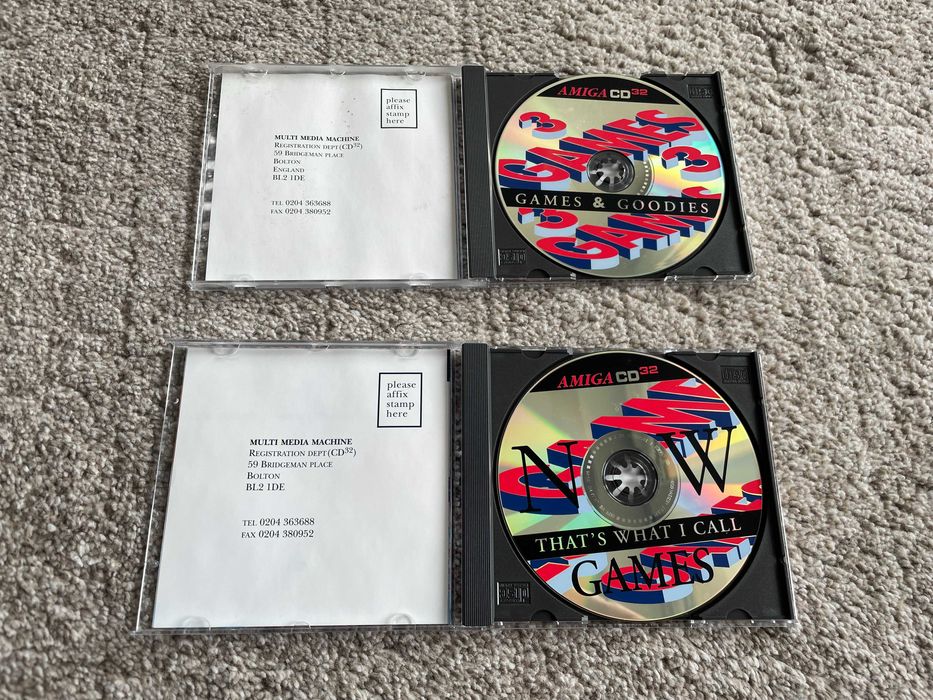 please
affix
stamp
here
MULTI MEDIA MACHINE
REGISTRATION DEPT (CD32)
59 BRIDGEMAN PLACE
BOLTON
ENGLAND
BL2 1DE
TEL 0204 363688
FAX 0204 380952
AMIGA CD32
3
GAMES
3
GAMES & GOODIES
3
GAMES
please
affix
stamp
here
MULTI MEDIA MACHINE
REGISTRATION DEPT (CD32)
59 BRIDGEMAN PLACE
BOLTON
BL2 1DE
TEL 0204 363688
FAX 0204 380952
AMIGA CD32
NOW
THAT'S WHAT I CALL
GAMES